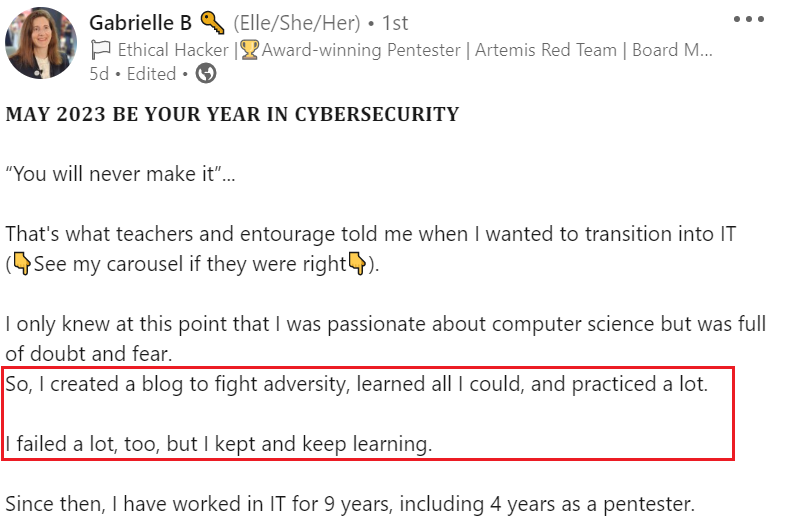 Gabrielle B 🔑 (Elle/She/Her) • 1st
🏳 Ethical Hacker |🏆Award-winning Pentester | Artemis Red Team | Board M...
5d • Edited •
MAY 2023 BE YOUR YEAR IN CYBERSECURITY
“You will never make it”...
That's what teachers and entourage told me when I wanted to transition into IT
(👇See my carousel if they were right👇).
I only knew at this point that I was passionate about computer science but was full
of doubt and fear.
So, I created a blog to fight adversity, learned all I could, and practiced a lot.
I failed a lot, too, but I kept and keep learning.
Since then, I have worked in IT for 9 years, including 4 years as a pentester.